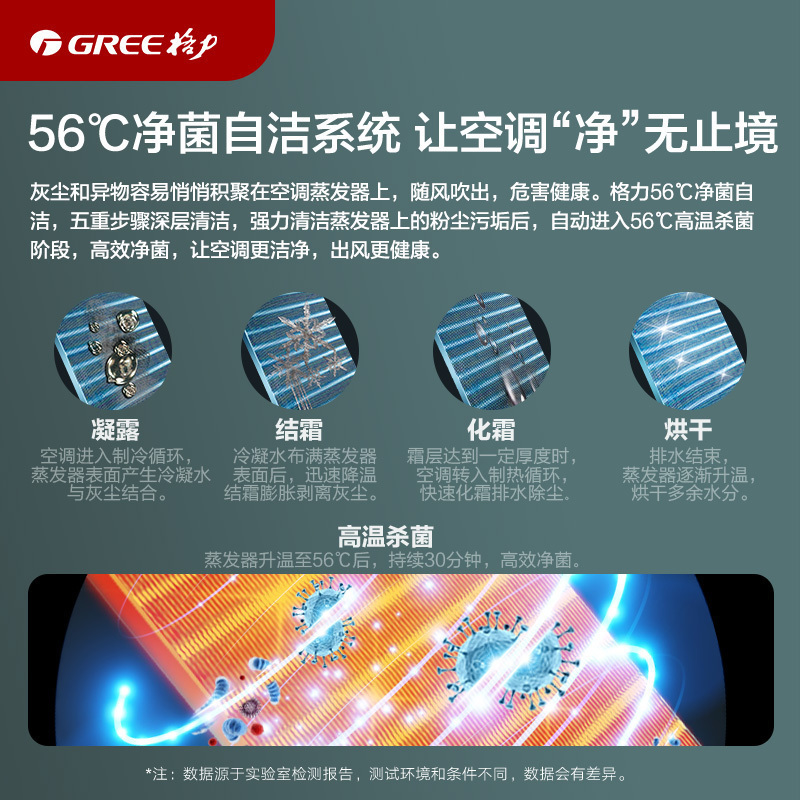 GREE格力
56℃净菌自洁系统 让空调“净”无止境
灰尘和异物容易悄悄积聚在空调蒸发器上，随风吹出，危害健康。格力56℃净菌自
洁，五重步骤深层清洁，强力清洁蒸发器上的粉尘污垢后，自动进入56℃高温杀菌
阶段，高效净菌，让空调更洁净，出风更健康。
凝露
空调进入制冷循环，
蒸发器表面产生冷凝水
与灰尘结合。
结霜
冷凝水布满蒸发器
表面后，迅速降温
结霜膨胀剥离灰尘。
化霜
霜层达到一定厚度时，
空调转入制热循环，
快速化霜排水除尘。
烘干
排水结束，
蒸发器逐渐升温，
烘干多余水分。
高温杀菌
蒸发器升温至56℃后，持续30分钟，高效净菌。
*注：数据源于实验室检测报告，测试环境和条件不同，数据会有差异。